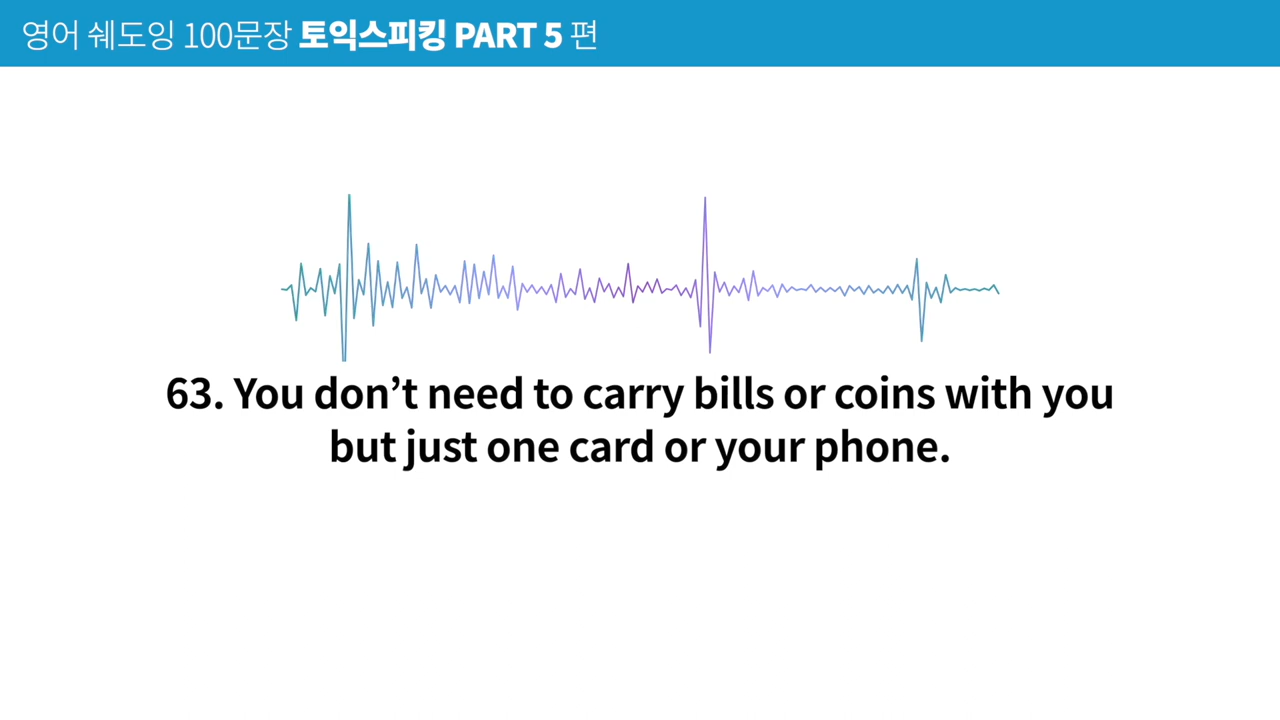 영어 쉐도잉 100문장 토익스피킹 PART 5 편
63. You don’t need to carry bills or coins with you
but just one card or your phone.